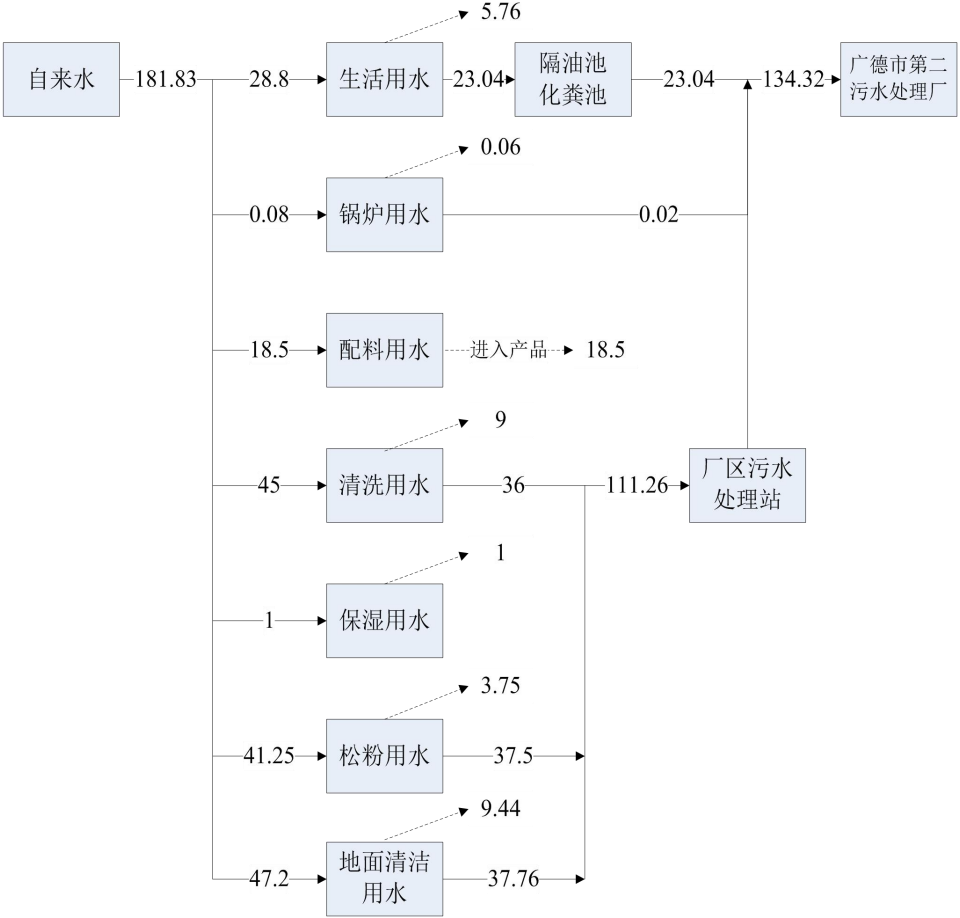 5.76
自来水
181.83
28.8
生活用水
23.04
隔油池
化粪池
23.04
134.32
广德市第二
污水处理厂
0.06
0.08
锅炉用水
0.02
18.5
配料用水
进入产品
18.5
9
45
清洗用水
36
111.26
厂区污水
处理站
1
1
保湿用水
3.75
41.25
松粉用水
37.5
9.44
47.2
地面清洁
用水
37.76